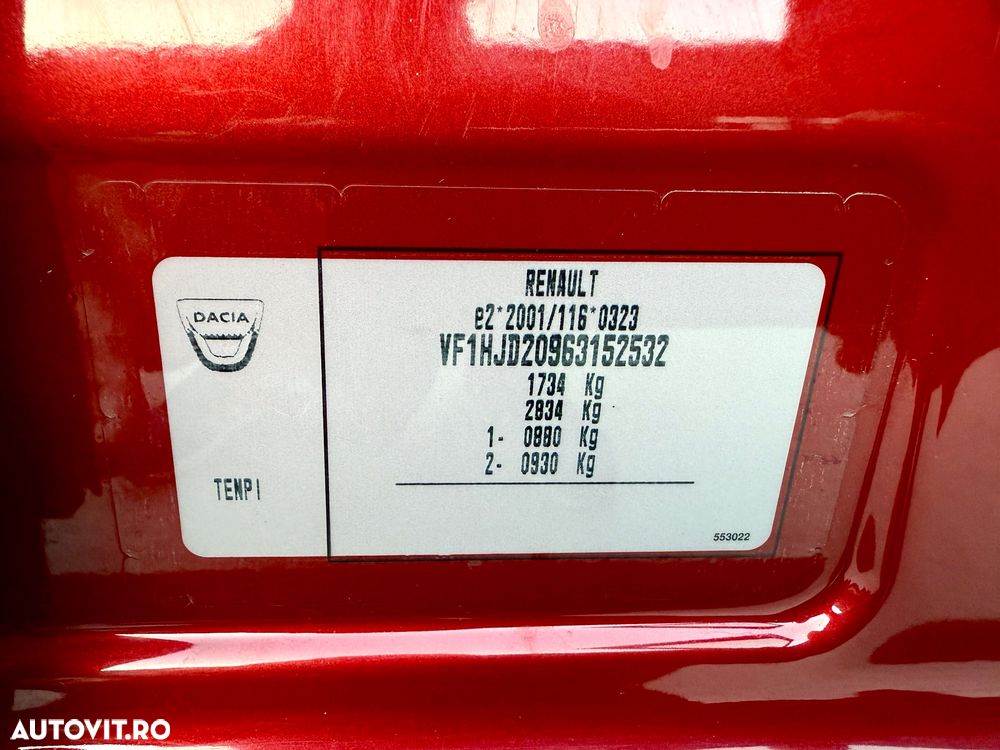 DACIA
TEMPI
RENAULT
e2*2001/116*0323
VF1HJD20963152532
1734 Kg
2834 Kg
1- 0880 Kg
2- 0930 Kg
553022
AUTOVIT.RO